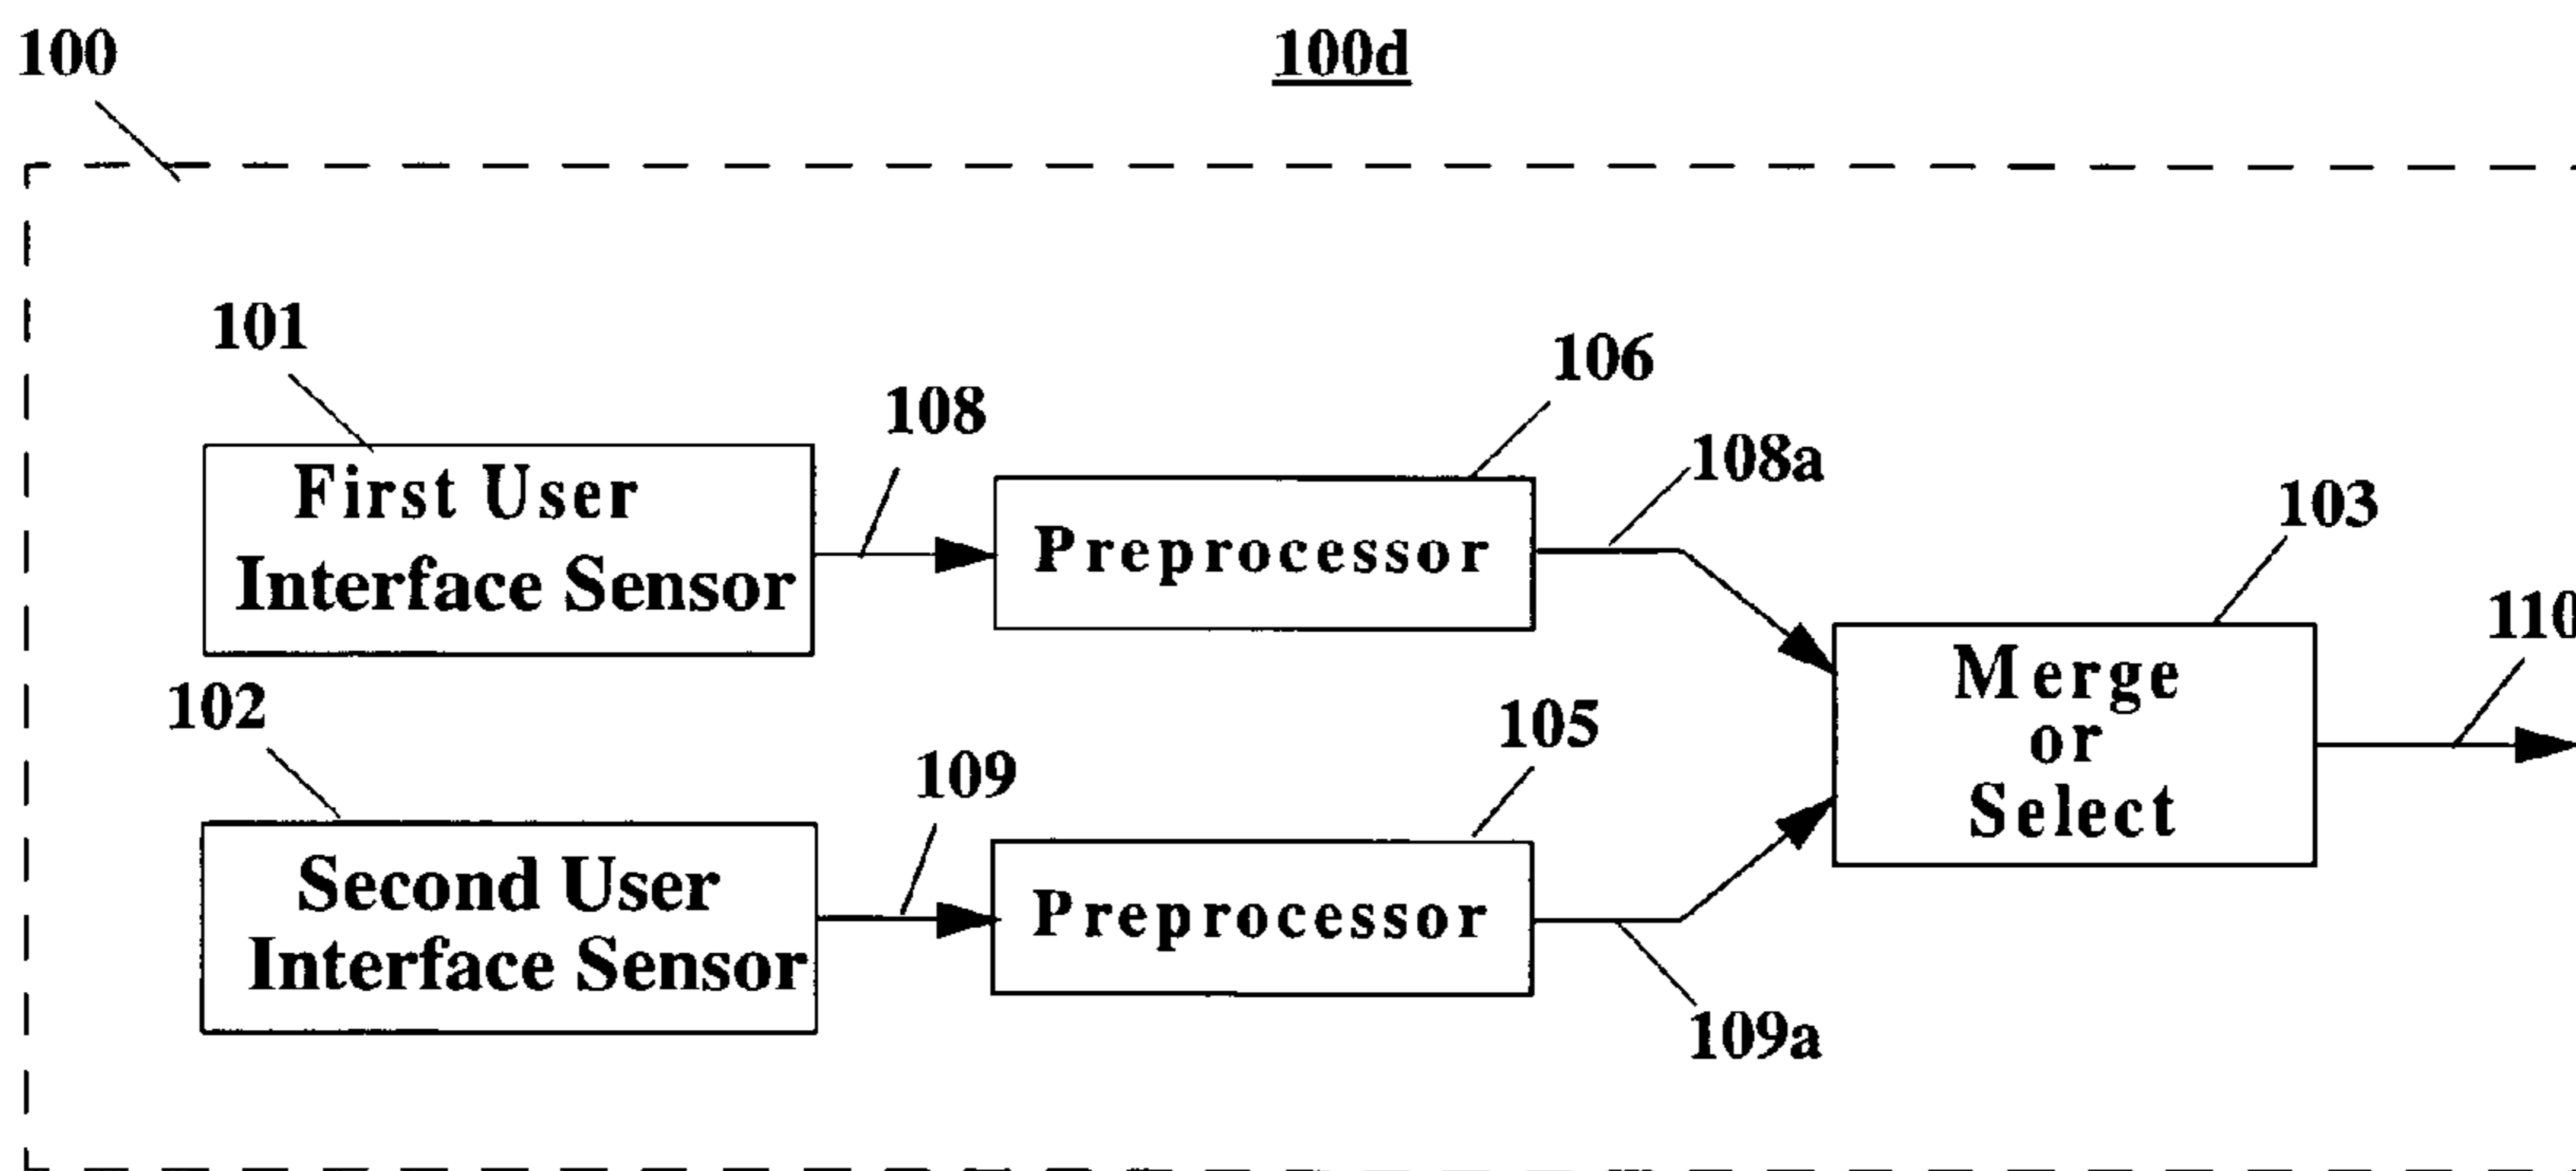 100
100d
101
108
106
108a
103
110
First User
Interface Sensor
Preprocessor
Merge
or
Select
102
109
105
Second User
Interface Sensor
Preprocessor
109a